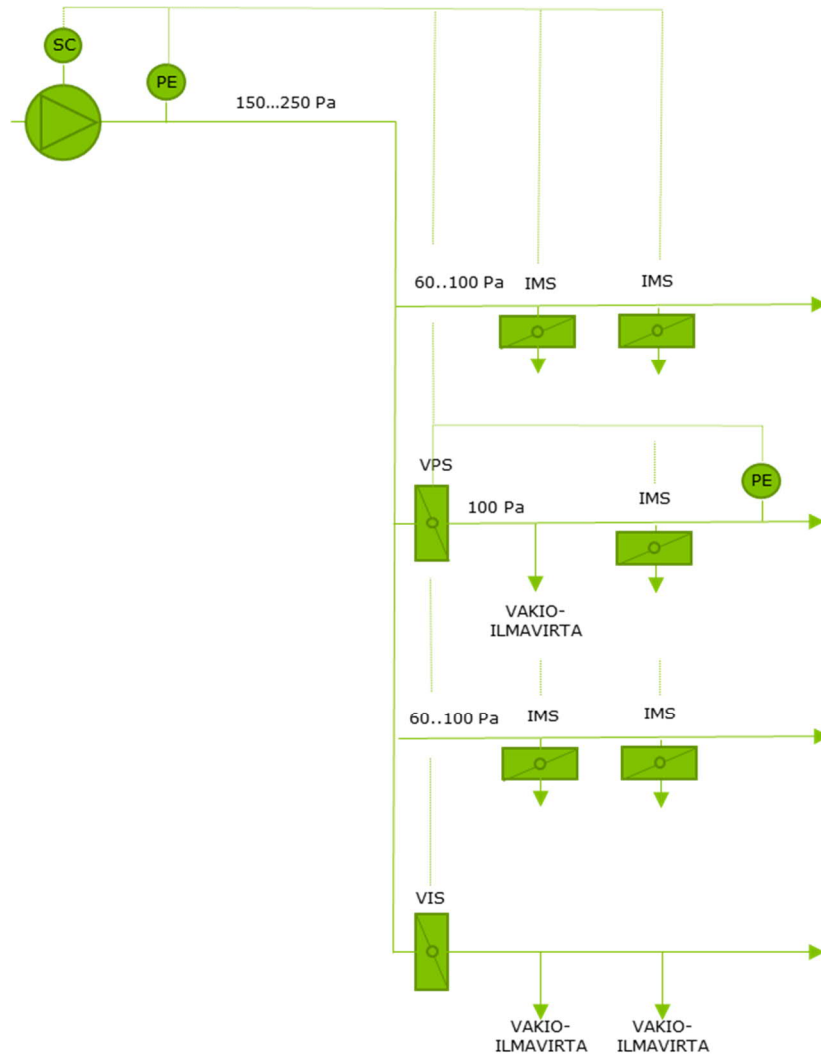 SC
PE
150...250 Pa
60..100 Pa
IMS
IMS
VPS
100 Pa
IMS
PE
VAKIO-
ILMAVIRTA
60..100 Pa
IMS
IMS
VIS
VAKIO-
ILMAVIRTA
VAKIO-
ILMAVIRTA